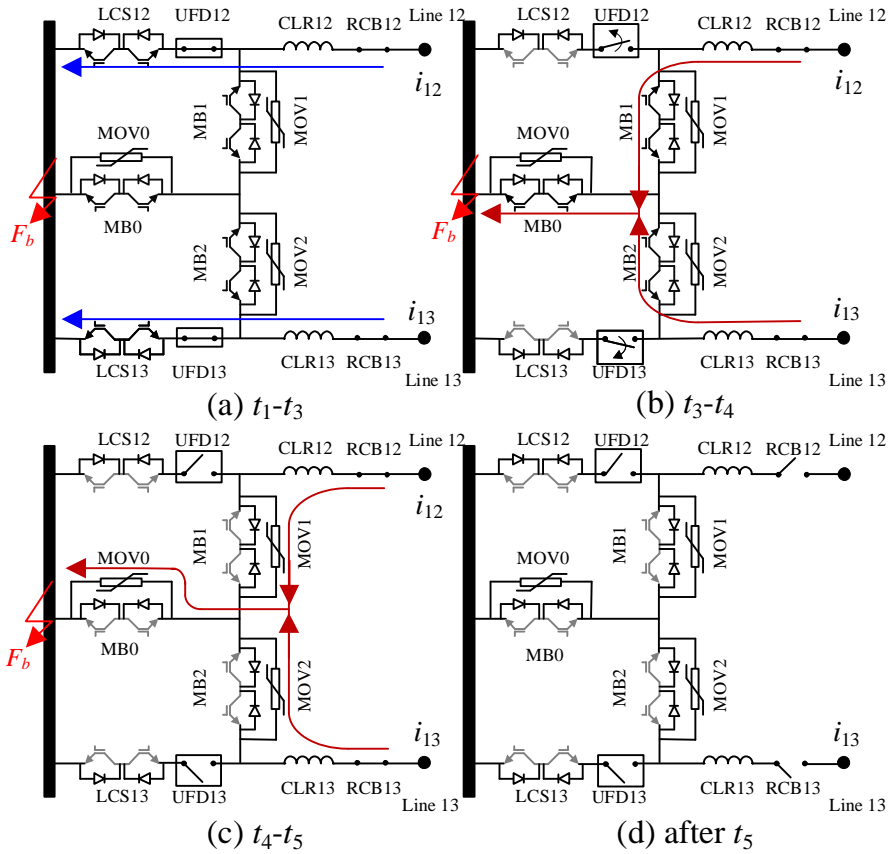 LCS12
UFD12
CLR12
RCB12
Line 12
i12
MB1
MOV1
MOV0
MB0
Fb
MB2
MOV2
i13
LCS13
UFD13
CLR13
RCB13
Line 13
(a) t1-t3
LCS12
UFD12
CLR12
RCB12
Line 12
i12
MB1
MOV1
MOV0
MB0
Fb
MB2
MOV2
i13
LCS13
UFD13
CLR13
RCB13
Line 13
(b) t3-t4
LCS12
UFD12
CLR12
RCB12
Line 12
i12
MB1
MOV1
MOV0
MB0
Fb
MB2
MOV2
i13
LCS13
UFD13
CLR13
RCB13
Line 13
(c) t4-t5
LCS12
UFD12
CLR12
RCB12
Line 12
i12
MB1
MOV1
MOV0
MB0
MB2
MOV2
i13
LCS13
UFD13
CLR13
RCB13
Line 13
(d) after t5